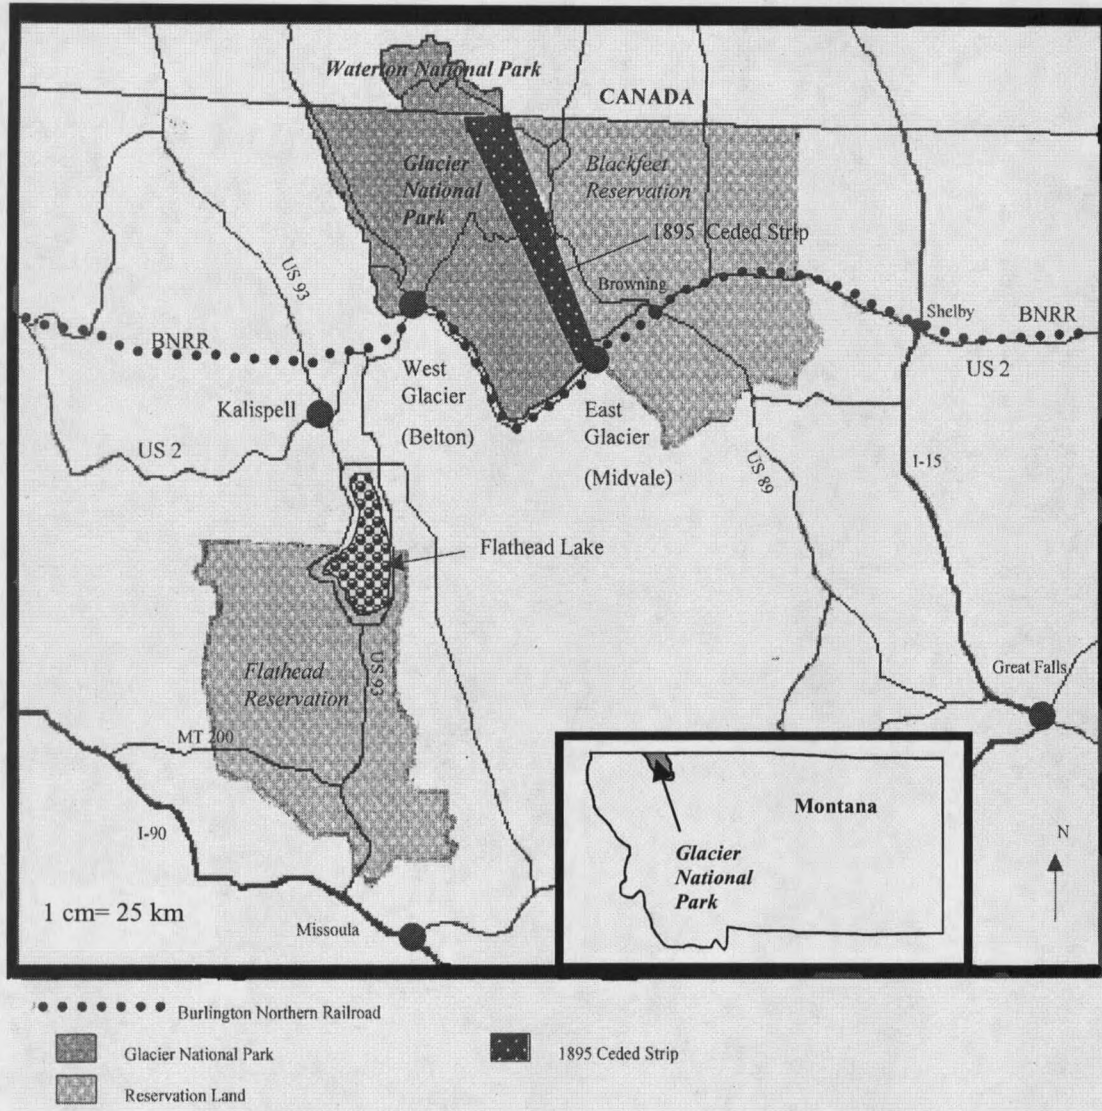 Waterton National Park
CANADA
Glacier
National
Park
Blackfeet
Reservation
1895 Ceded Strip
US 93
Browning
Shelby
BNRR
BNRR
US 2
West
Glacier
(Belton)
Kalispell
East
Glacier
(Midvale)
US 2
US 89
I-15
Flathead Lake
Flathead
Reservation
US 93
Great Falls
MT 200
I-90
Montana
Glacier
National
Park
N
1 cm= 25 km
Missoula
Burlington Northern Railroad
Glacier National Park
1895 Ceded Strip
Reservation Land